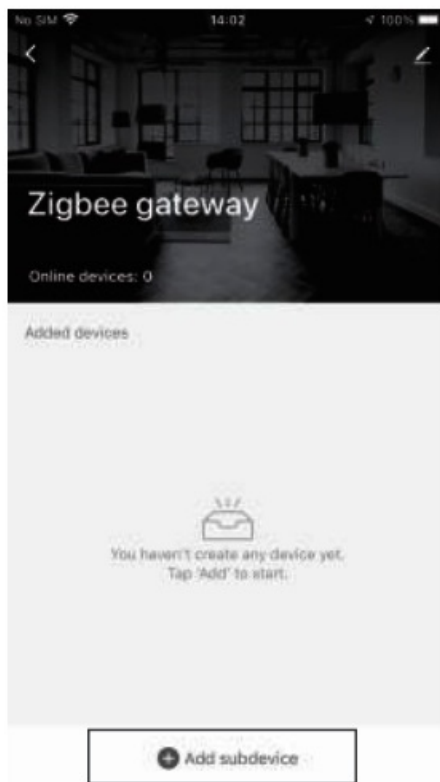 No SIM 14:02 100%
Zigbee gateway
Online devices: 0
Added devices
You haven't create any device yet.
Tap 'Add' to start.
Add subdevice